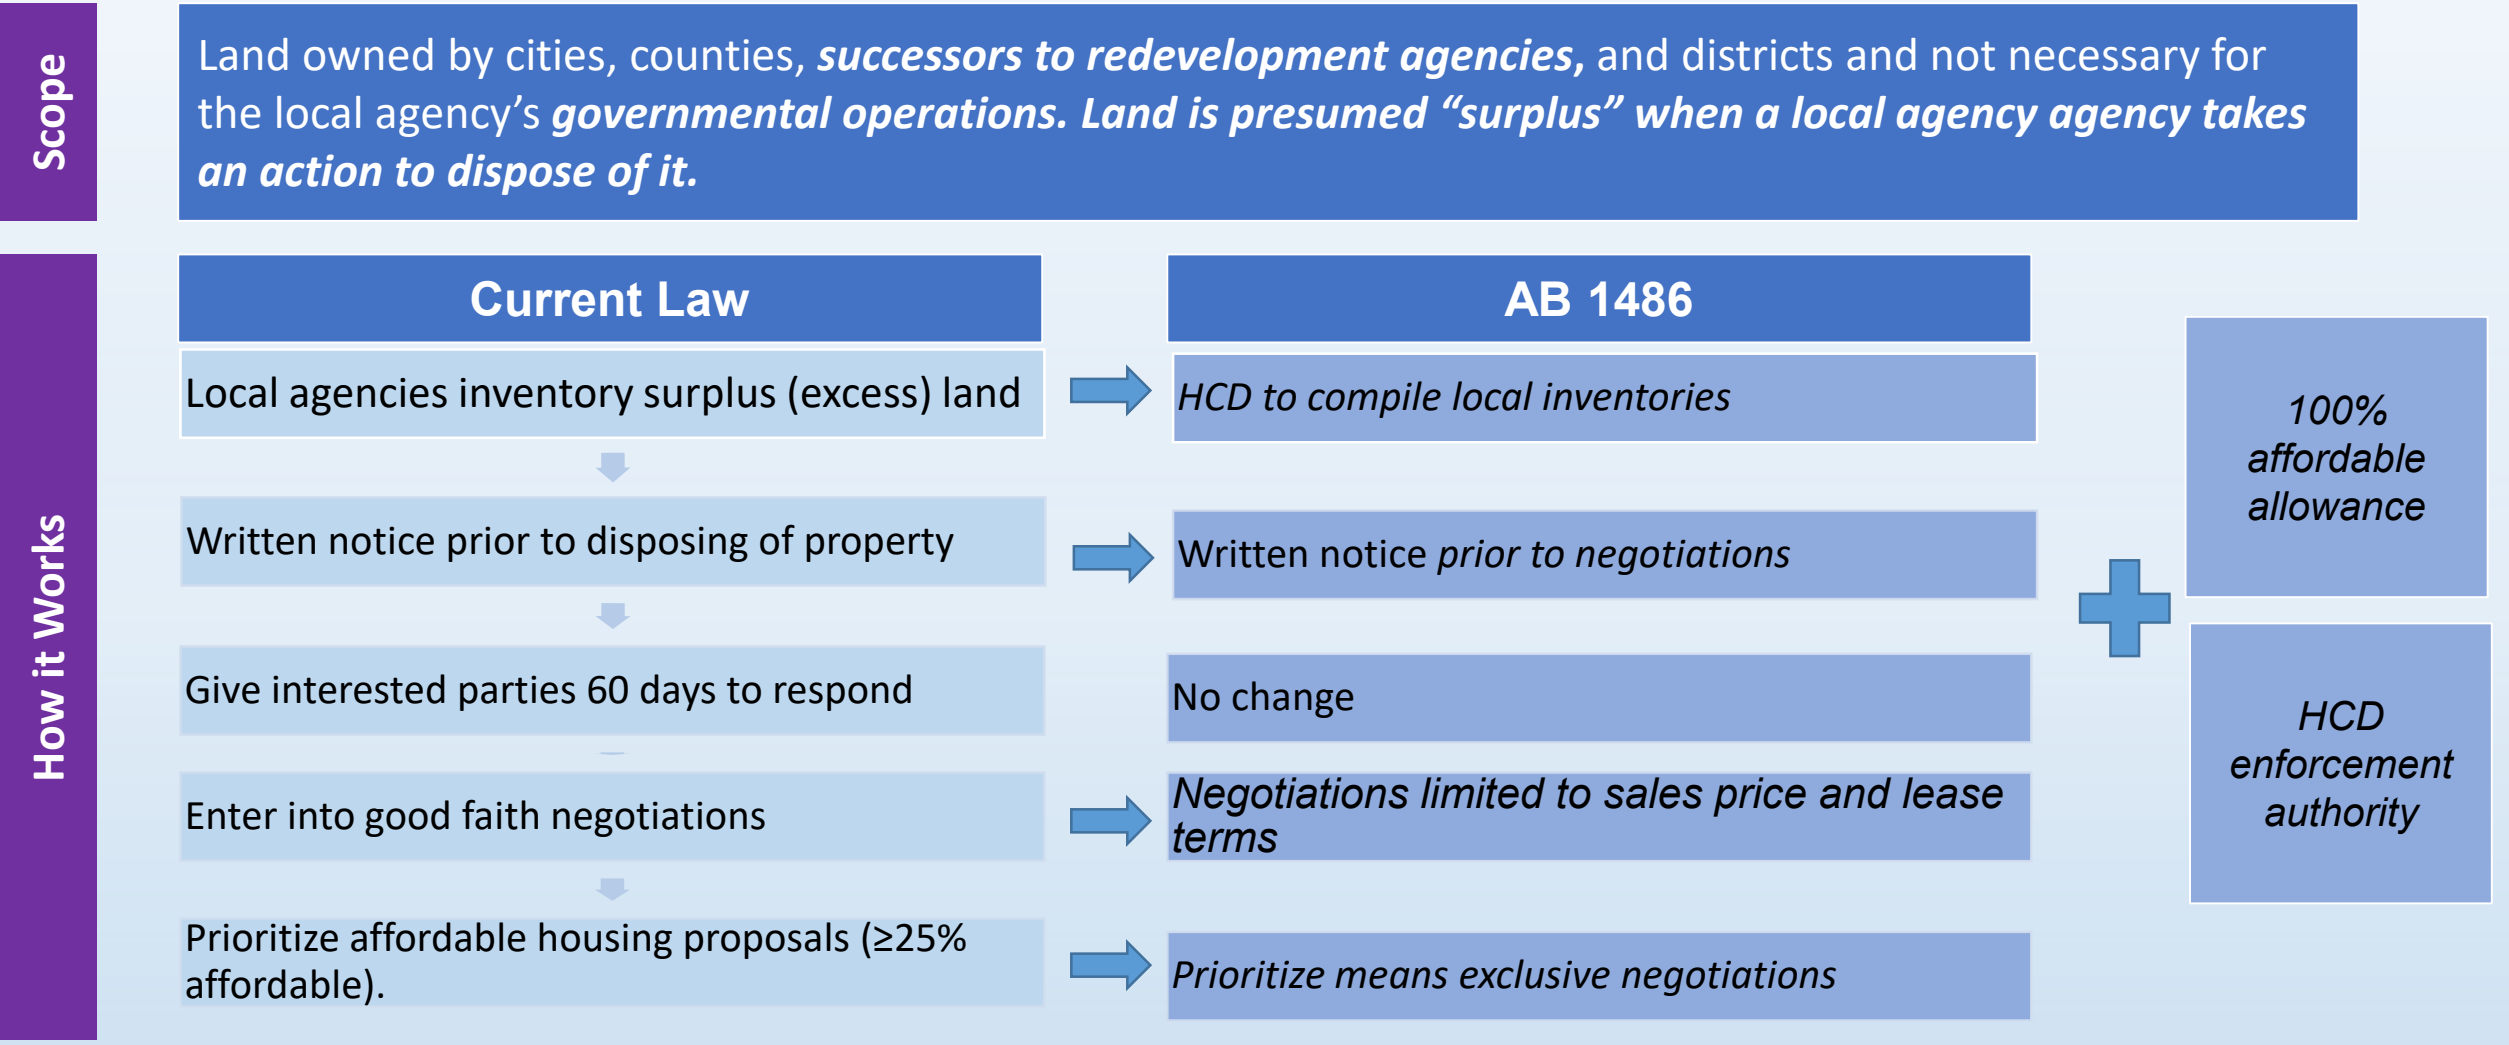 Scope
Land owned by cities, counties, successors to redevelopment agencies, and districts and not necessary for
the local agency’s governmental operations. Land is presumed “surplus” when a local agency agency takes
an action to dispose of it.
How it Works
Current Law
AB 1486
Local agencies inventory surplus (excess) land
HCD to compile local inventories
Written notice prior to disposing of property
Written notice prior to negotiations
Give interested parties 60 days to respond
No change
Enter into good faith negotiations
Negotiations limited to sales price and lease
terms
Prioritize affordable housing proposals (≥25%
affordable).
Prioritize means exclusive negotiations
100%
affordable
allowance
HCD
enforcement
authority